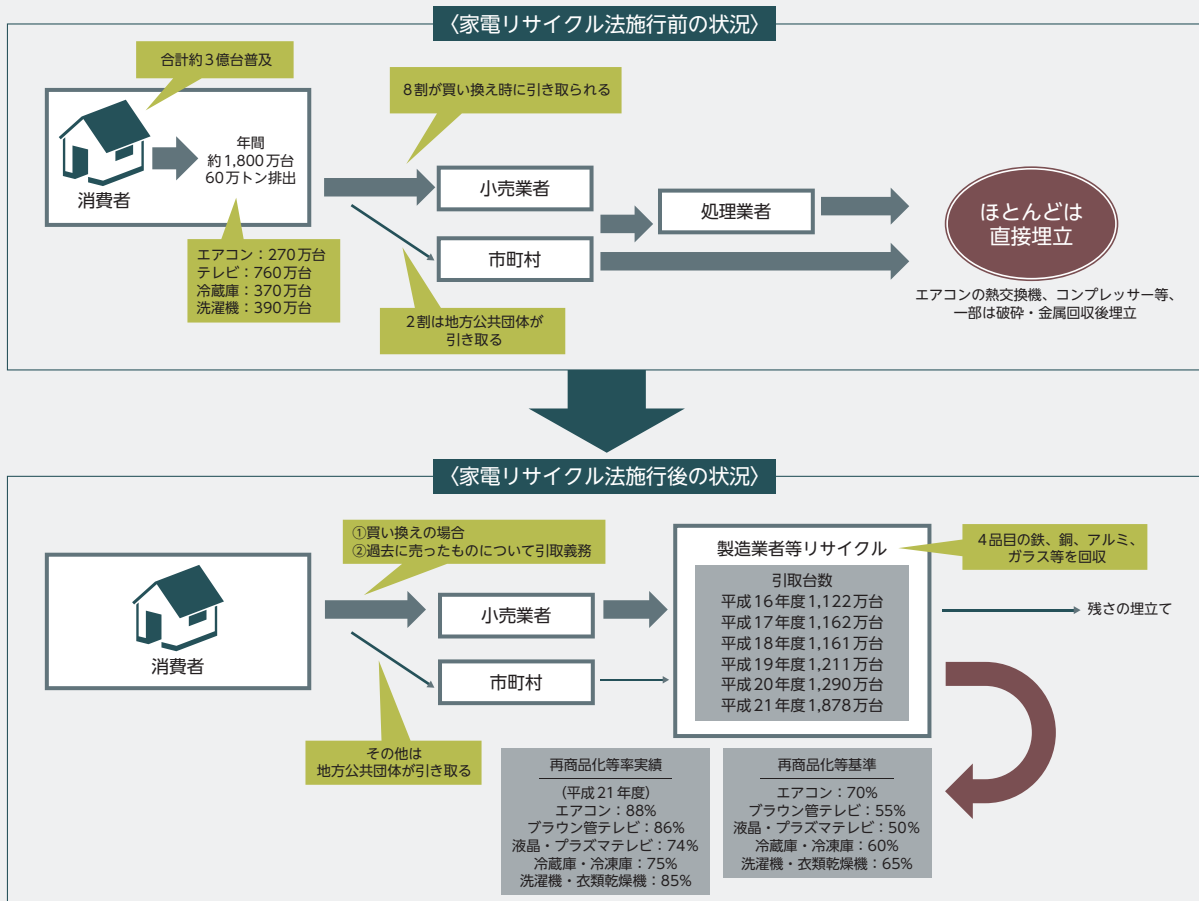 〈家電リサイクル法施行前の状況〉
合計約3億台普及
8割が買い換え時に引き取られる
年間
約1,800万台
60万トン排出
消費者
小売業者
処理業者
ほとんどは
直接埋立
市町村
エアコン：270万台
テレビ：760万台
冷蔵庫：370万台
洗濯機：390万台
エアコンの熱交換機、コンプレッサー等、
一部は破砕・金属回収後埋立
2割は地方公共団体が
引き取る
〈家電リサイクル法施行後の状況〉
①買い換えの場合
②過去に売ったものについて引取義務
製造業者等リサイクル
4品目の鉄、銅、アルミ、
ガラス等を回収
消費者
小売業者
市町村
引取台数
平成16年度1,122万台
平成17年度1,162万台
平成18年度1,161万台
平成19年度1,211万台
平成20年度1,290万台
平成21年度1,878万台
残さの埋立て
その他は
地方公共団体が引き取る
再商品化等率実績
(平成21年度)
エアコン：88%
ブラウン管テレビ：86%
液晶・プラズマテレビ：74%
冷蔵庫・冷凍庫：75%
洗濯機・衣類乾燥機：85%
再商品化等基準
エアコン：70%
ブラウン管テレビ：55%
液晶・プラズマテレビ：50%
冷蔵庫・冷凍庫：60%
洗濯機・衣類乾燥機：65%